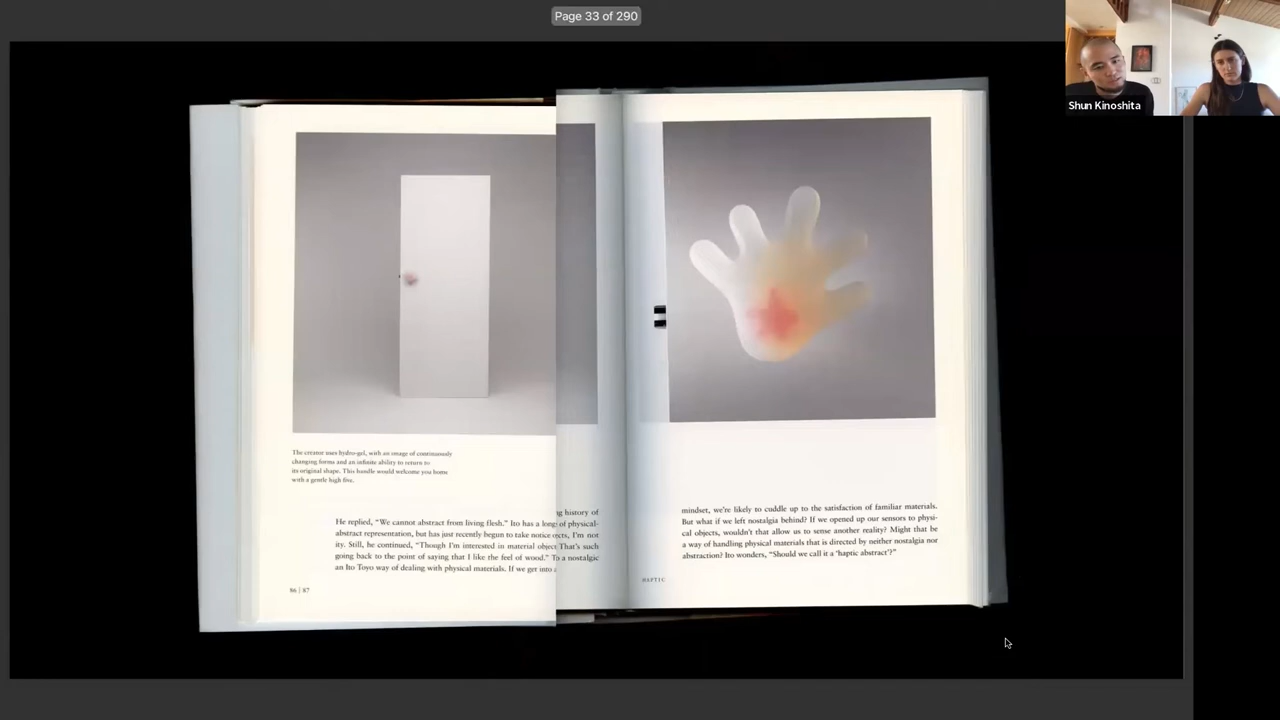 Page 33 of 290
Shun Kinoshita
The creator uses hydro-gel, with an image of continuously
changing forms and an infinite ability to return to
its original shape. This handle would welcome you home
with a gentle high five.
He replied, "We cannot abstract from living flesh." Ito has a long
abstract representation, but has just recently begun to take notice
ity. Still, he continued, "Though I'm interested in material object
going back to the point of saying that I like the feel of wood." To
an Ito Toyo way of dealing with physical materials. If we get into a
86 | 87
ng history of
of physical-
ects, I'm not
That's such
a nostalgic
mindset, we're likely to cuddle up to the satisfaction of familiar materials.
But what if we left nostalgia behind? If we opened up our sensors to physi-
cal objects, wouldn't that allow us to sense another reality? Might that be
a way of handling physical materials that is directed by neither nostalgia nor
abstraction? Ito wonders, "Should we call it a 'haptic abstract'?"
HAPTIC